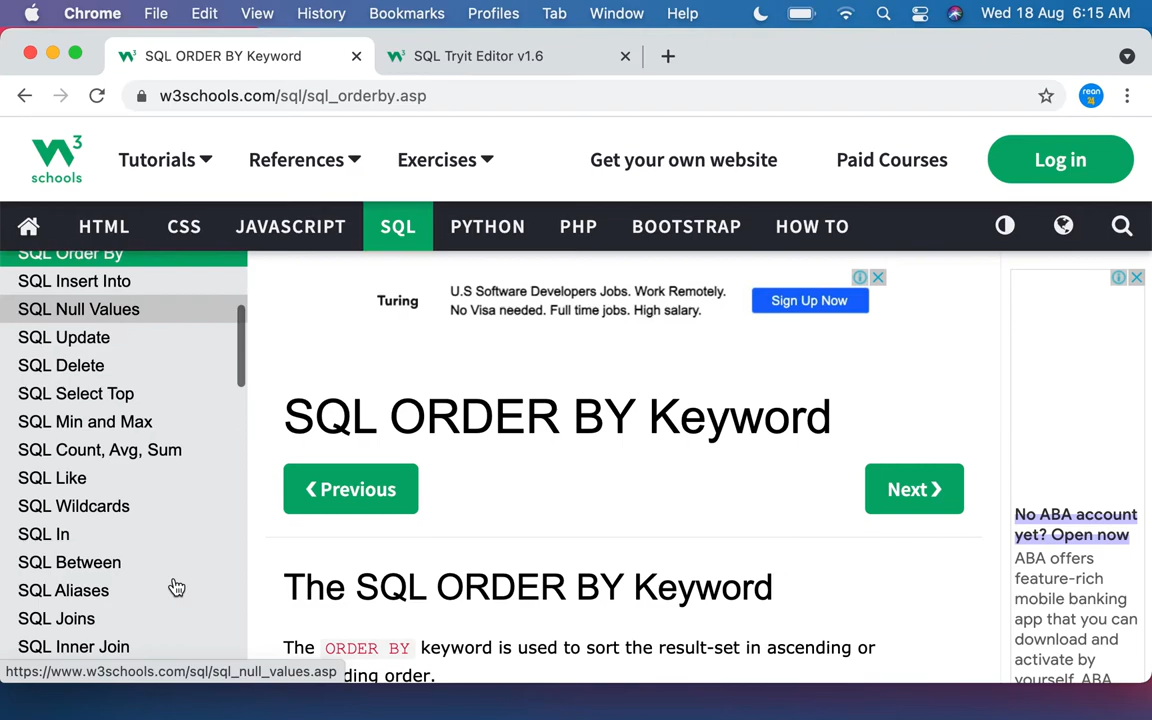 Chrome File Edit View History Bookmarks Profiles Tab Window Help Wed 18 Aug 6:15 AM
SQL ORDER BY Keyword
SQL Tryit Editor v1.6
w3schools.com/sql/sql_orderby.asp
rean
24
3
schools
Tutorials References Exercises Get your own website Paid Courses Log in
HTML CSS JAVASCRIPT SQL PYTHON PHP BOOTSTRAP HOW TO
SQL Order By
SQL Insert Into
SQL Null Values
SQL Update
SQL Delete
SQL Select Top
SQL Min and Max
SQL Count, Avg, Sum
SQL Like
SQL Wildcards
SQL In
SQL Between
SQL Aliases
SQL Joins
SQL Inner Join
https://www.w3schools.com/sql/sql_null_values.asp
Turing
U.S Software Developers Jobs. Work Remotely.
No Visa needed. Full time jobs. High salary.
Sign Up Now
SQL ORDER BY Keyword
❮ Previous
Next ❯
The SQL ORDER BY Keyword
The ORDER BY keyword is used to sort the result-set in ascending or
nding order.
No ABA account
yet? Open now
ABA offers
feature-rich
mobile banking
app that you can
download and
activate by
yourself. ABA